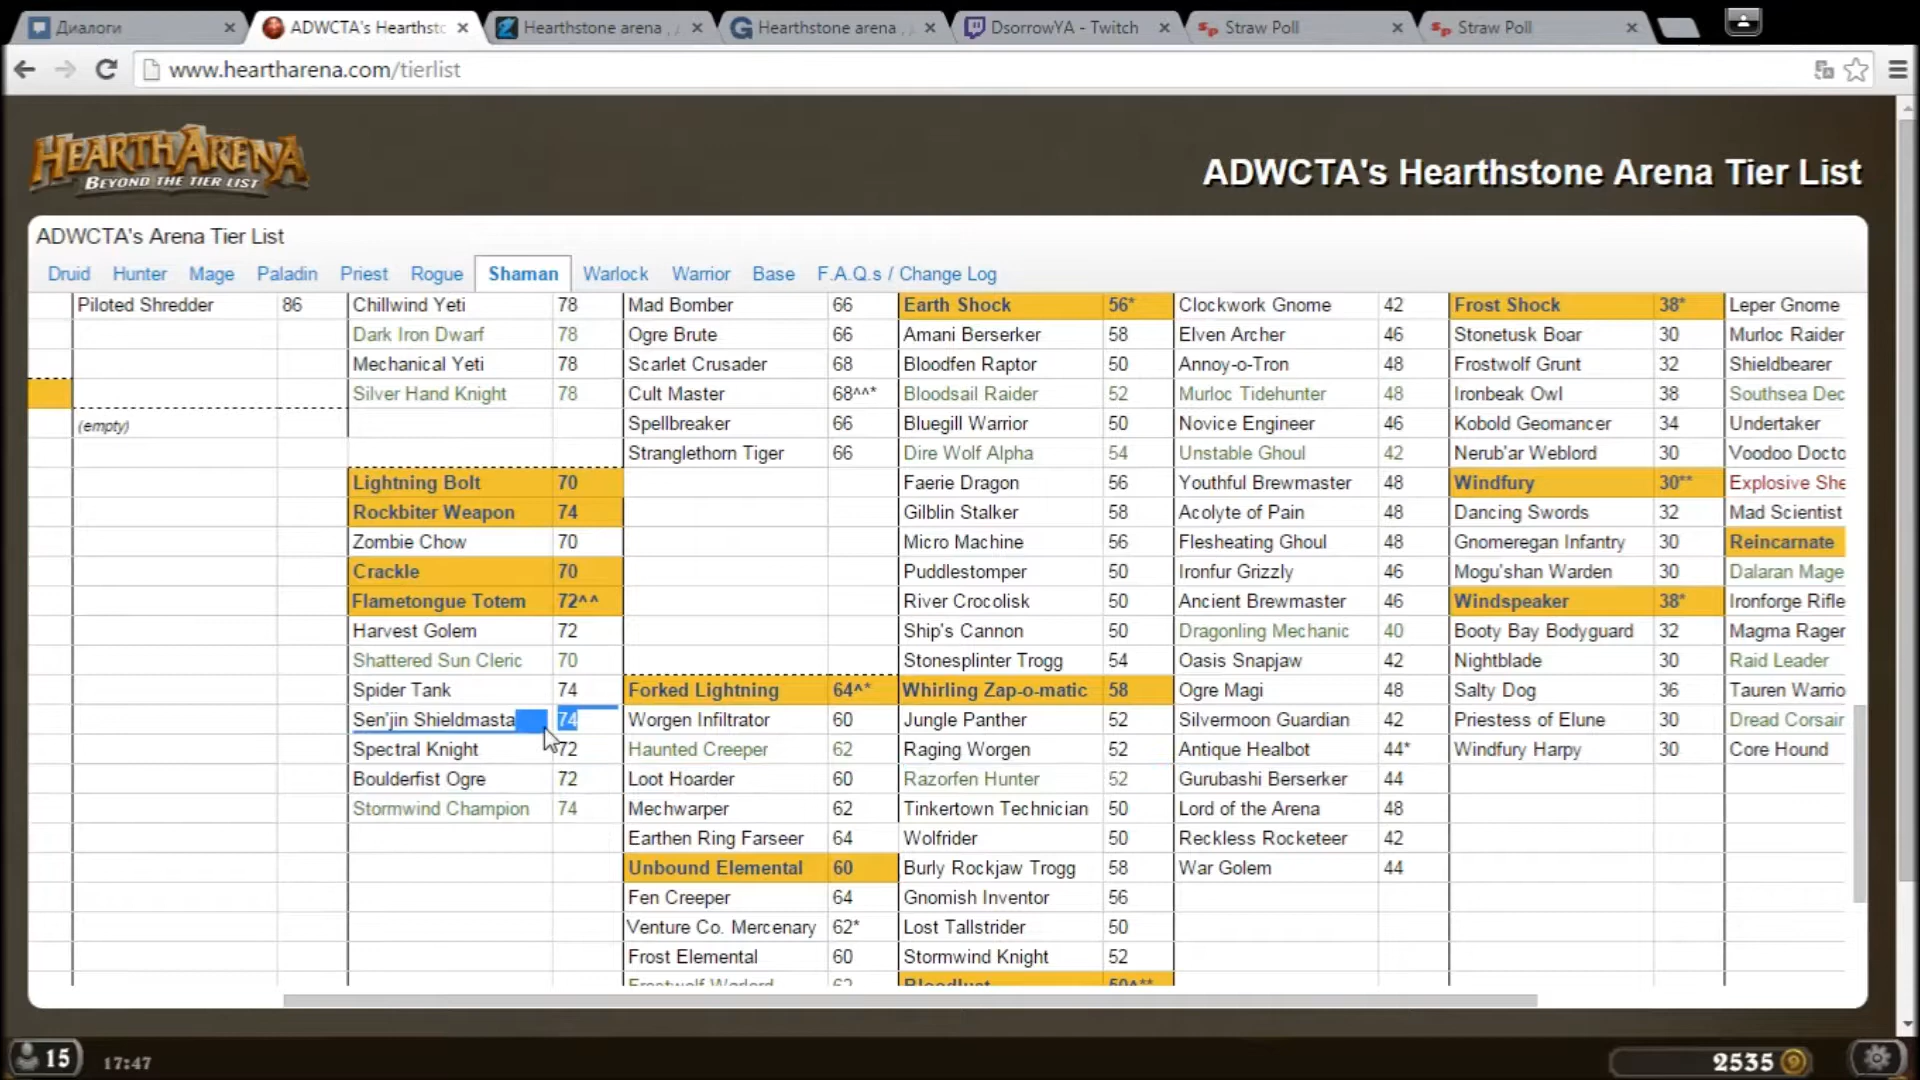 Диалоги
ADWCTA's Hearthstc
Hearthstone arena ,
Hearthstone arena ,
DsorrowYA - Twitch
Straw Poll
Straw Poll
www.heartharena.com/tierlist
HEARTHARENA
BEYOND THE TIER LIST
ADWCTA's Hearthstone Arena Tier List
ADWCTA's Arena Tier List
Druid Hunter Mage Paladin Priest Rogue Shaman Warlock Warrior Base F.A.Q.s / Change Log
Piloted Shredder 86 Chillwind Yeti 78 Mad Bomber 66 Earth Shock 56* Clockwork Gnome 42 Frost Shock 38* Leper Gnome
Dark Iron Dwarf 78 Ogre Brute 66 Amani Berserker 58 Elven Archer 46 Stonetusk Boar 30 Murloc Raider
Mechanical Yeti 78 Scarlet Crusader 68 Bloodfen Raptor 50 Annoy-o-Tron 48 Frostwolf Grunt 32 Shieldbearer
Silver Hand Knight 78 Cult Master 68^^* Bloodsail Raider 52 Murloc Tidehunter 48 Ironbeak Owl 38 Southsea Dec
(empty) Spellbreaker 66 Bluegill Warrior 50 Novice Engineer 46 Kobold Geomancer 34 Undertaker
Stranglethorn Tiger 66 Dire Wolf Alpha 54 Unstable Ghoul 42 Nerub'ar Weblord 30 Voodoo Docto
Lightning Bolt 70 Faerie Dragon 56 Youthful Brewmaster 48 Windfury 30** Explosive She
Rockbiter Weapon 74 Gilblin Stalker 58 Acolyte of Pain 48 Dancing Swords 32 Mad Scientist
Zombie Chow 70 Micro Machine 56 Flesheating Ghoul 48 Gnomeregan Infantry 30 Reincarnate
Crackle 70 Puddlestomper 50 Ironfur Grizzly 46 Mogu'shan Warden 30 Dalaran Mage
Flametongue Totem 72^^ River Crocolisk 50 Ancient Brewmaster 46 Windspeaker 38* Ironforge Rifle
Harvest Golem 72 Ship's Cannon 50 Dragonling Mechanic 40 Booty Bay Bodyguard 32 Magma Rager
Shattered Sun Cleric 70 Stonesplinter Trogg 54 Oasis Snapjaw 42 Nightblade 30 Raid Leader
Spider Tank 74 Forked Lightning 64^* Whirling Zap-o-matic 58 Ogre Magi 48 Salty Dog 36 Tauren Warrio
Sen'jin Shieldmasta 74 Worgen Infiltrator 60 Jungle Panther 52 Silvermoon Guardian 42 Priestess of Elune 30 Dread Corsair
Spectral Knight 72 Haunted Creeper 62 Raging Worgen 52 Antique Healbot 44* Windfury Harpy 30 Core Hound
Boulderfist Ogre 72 Loot Hoarder 60 Razorfen Hunter 52 Gurubashi Berserker 44
Stormwind Champion 74 Mechwarper 62 Tinkertown Technician 50 Lord of the Arena 48
Earthen Ring Farseer 64 Wolfrider 50 Reckless Rocketeer 42
Unbound Elemental 60 Burly Rockjaw Trogg 58 War Golem 44
Fen Creeper 64 Gnomish Inventor 56
Venture Co. Mercenary 62* Lost Tallstrider 50
Frost Elemental 60 Stormwind Knight 52
Frostwolf Warlord 62 Bloodlust 50^**
15 17:47 2535